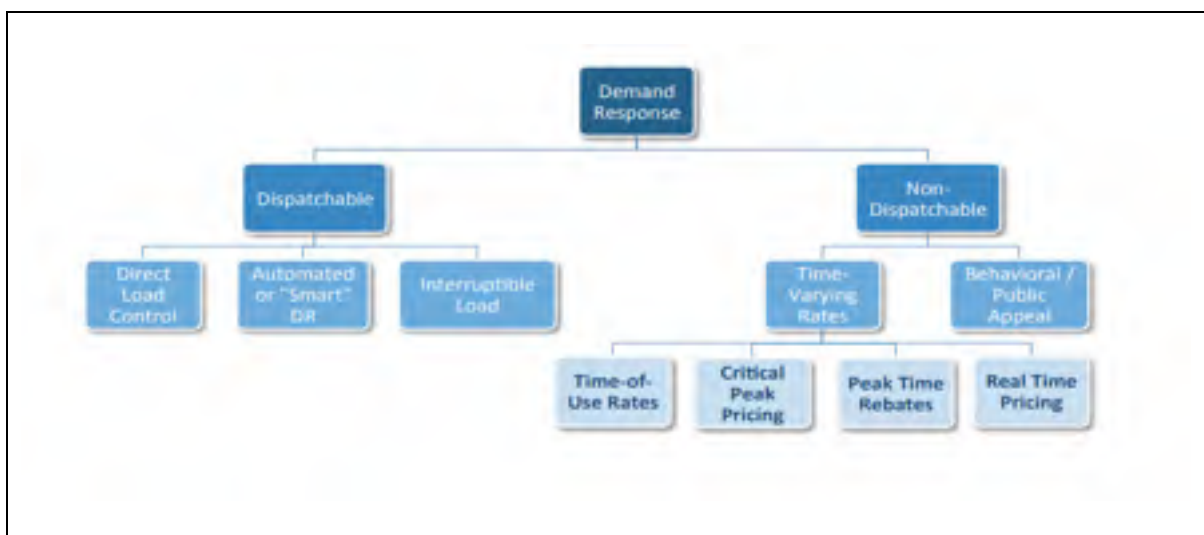 Demand
Response
Dispatchable
Non-
Dispatchable
Direct
Load
Control
Automated
or "Smart"
DR
Interruptible
Load
Time-
Varying
Rates
Behavioral /
Public
Appeal
Time-of-
Use Rates
Critical
Peak
Pricing
Peak Time
Rebates
Real Time
Pricing